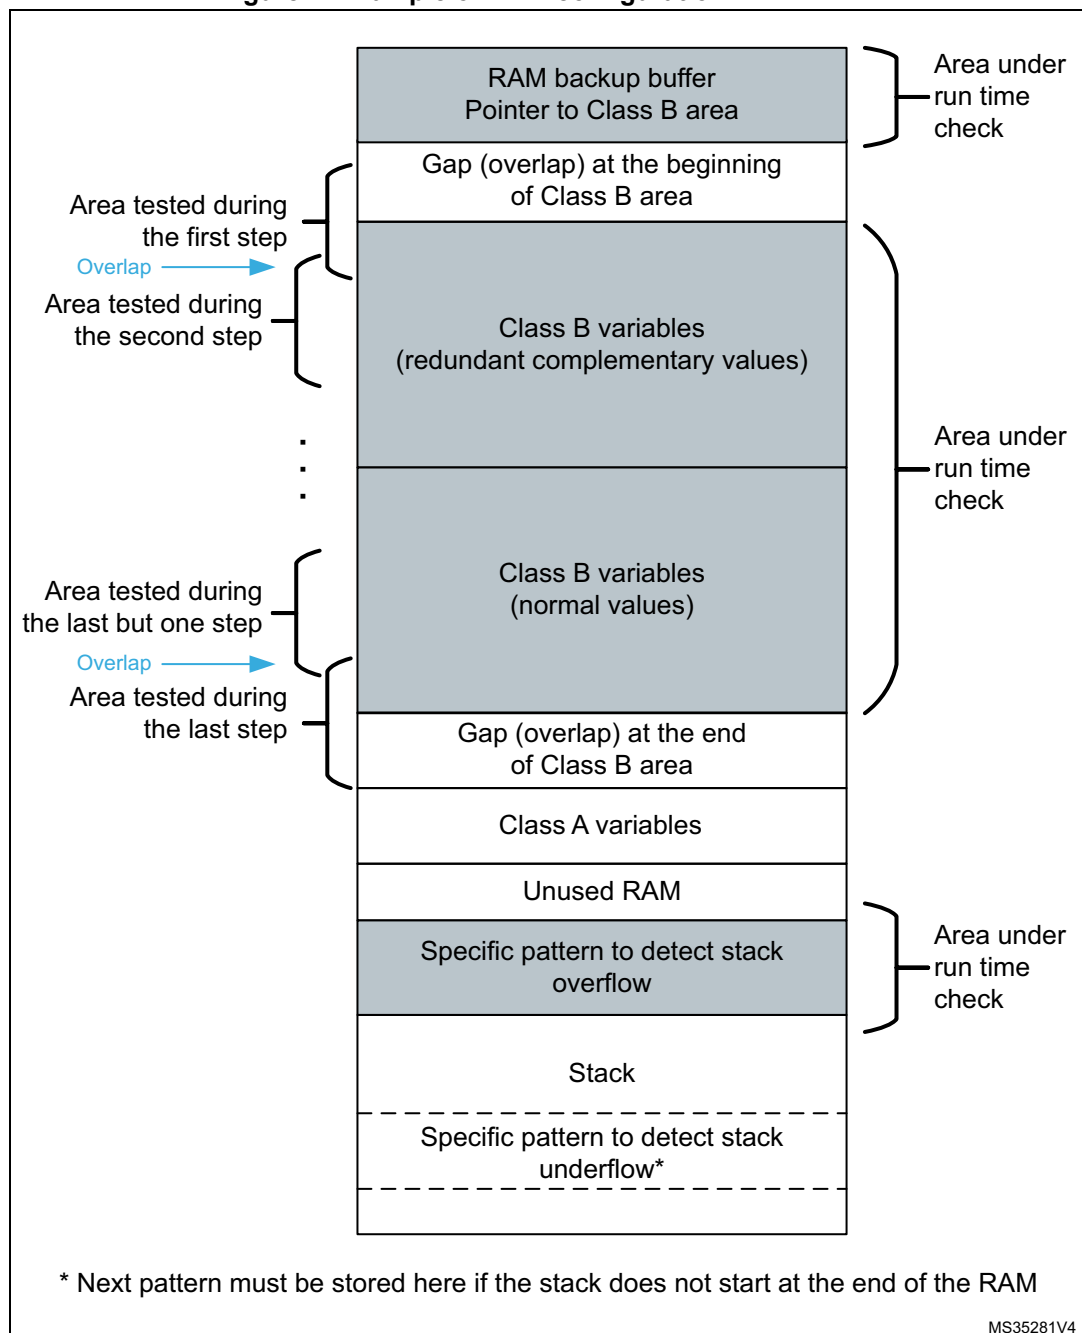 RAM backup buffer
Pointer to Class B area
Area under
run time
check
Gap (overlap) at the beginning
of Class B area
Area tested during
the first step
Overlap
Area tested during
the second step
Class B variables
(redundant complementary values)
.
.
.
Area under
run time
check
Class B variables
(normal values)
Area tested during
the last but one step
Overlap
Area tested during
the last step
Gap (overlap) at the end
of Class B area
Class A variables
Unused RAM
Specific pattern to detect stack
overflow
Area under
run time
check
Stack
Specific pattern to detect stack
underflow*
* Next pattern must be stored here if the stack does not start at the end of the RAM
MS35281V4